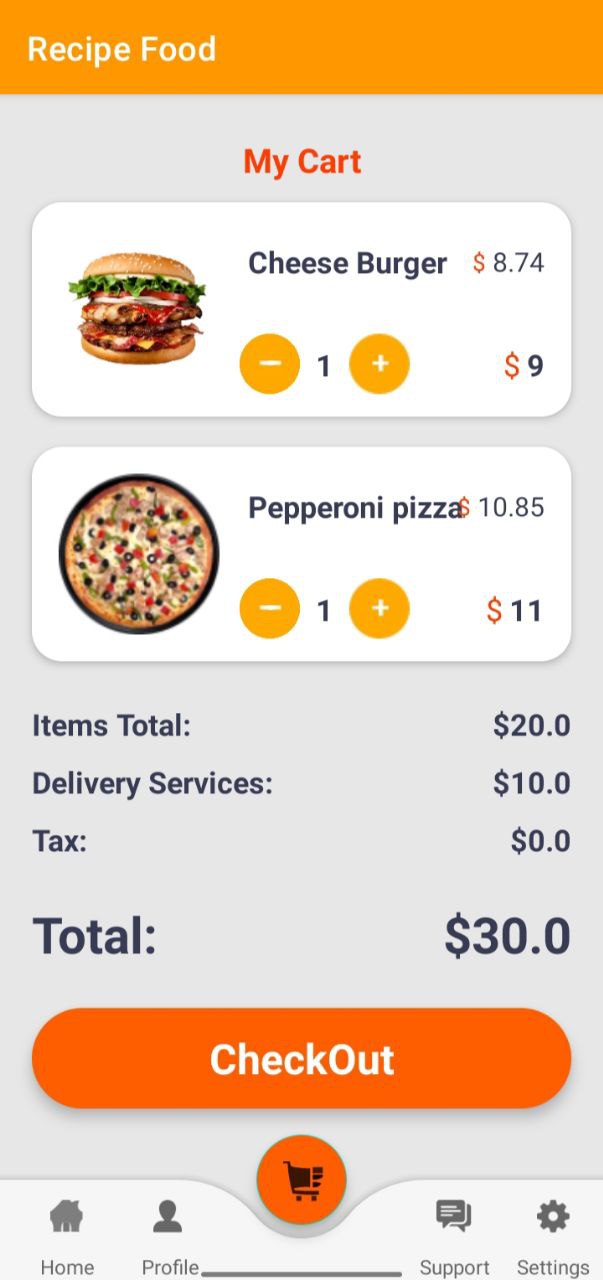 Recipe Food
My Cart
Cheese Burger $ 8.74
− 1 + $ 9
Pepperoni pizza $ 10.85
− 1 + $ 11
Items Total: $20.0
Delivery Services: $10.0
Tax: $0.0
Total: $30.0
CheckOut
Home Profile Support Settings